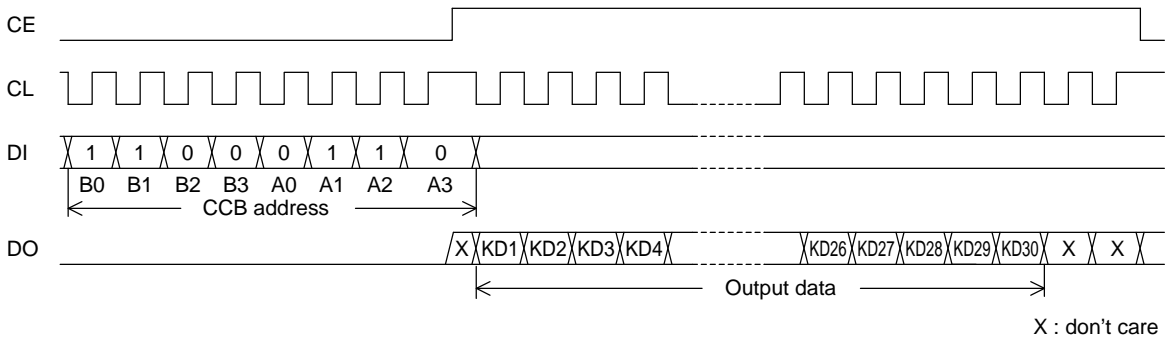 CE
CL
DI 1 1 0 0 0 1 1 0
B0 B1 B2 B3 A0 A1 A2 A3
CCB address
DO X KD1 KD2 KD3 KD4 KD26 KD27 KD28 KD29 KD30 X X
Output data
X : don't care